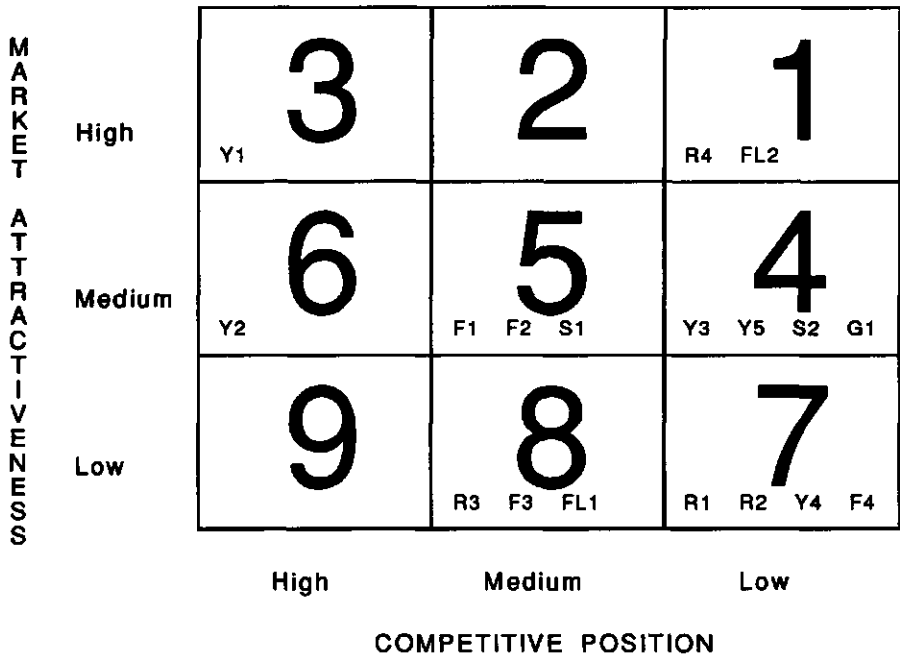 MARKET ATTRACTIVENESS
High
3 2 1
Y1 R4 FL2
Medium
6 5 4
Y2 F1 F2 S1 Y3 Y5 S2 G1
Low
9 8 7
R3 F3 FL1 R1 R2 Y4 F4
High Medium Low
COMPETITIVE POSITION